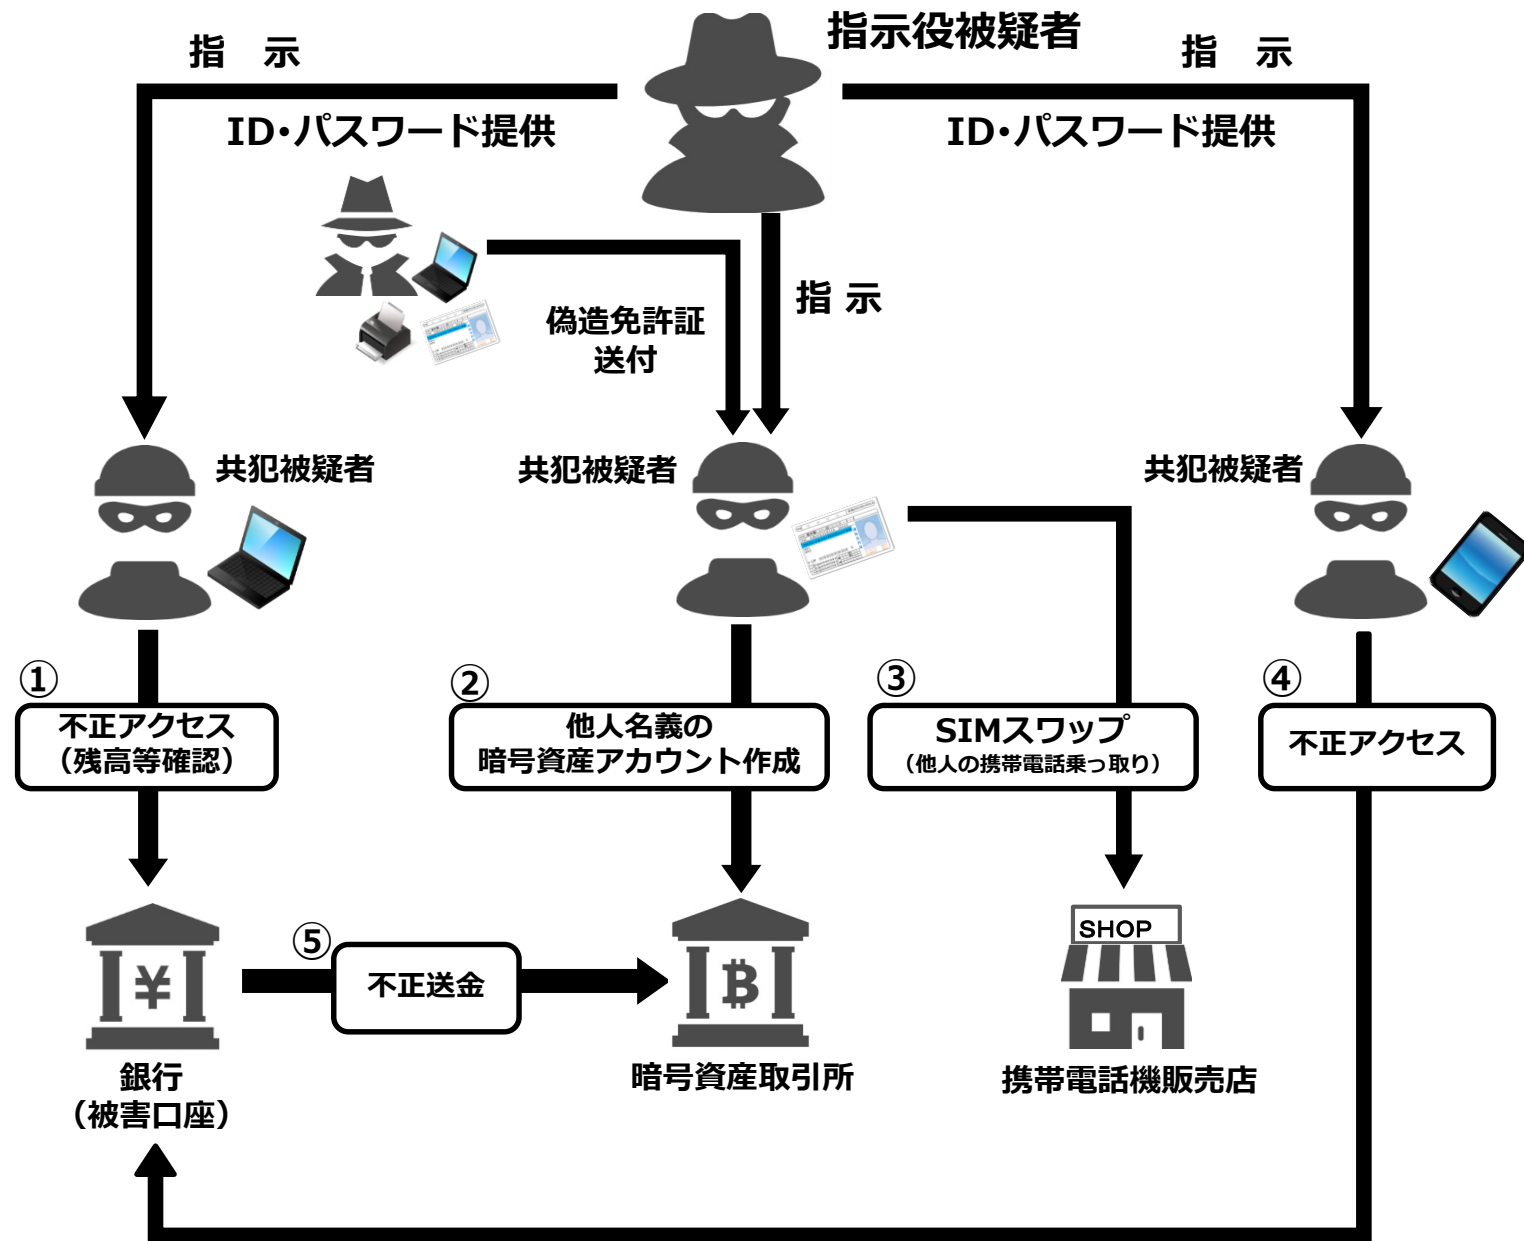 指示役被疑者
指 示
指 示
ID・パスワード提供
ID・パスワード提供
指 示
偽造免許証
送付
共犯被疑者
共犯被疑者
共犯被疑者
①
不正アクセス
（残高等確認）
②
他人名義の
暗号資産アカウント作成
③
SIMスワップ
（他人の携帯電話乗っ取り）
④
不正アクセス
⑤
不正送金
¥
₿
SHOP
銀行
（被害口座）
暗号資産取引所
携帯電話機販売店